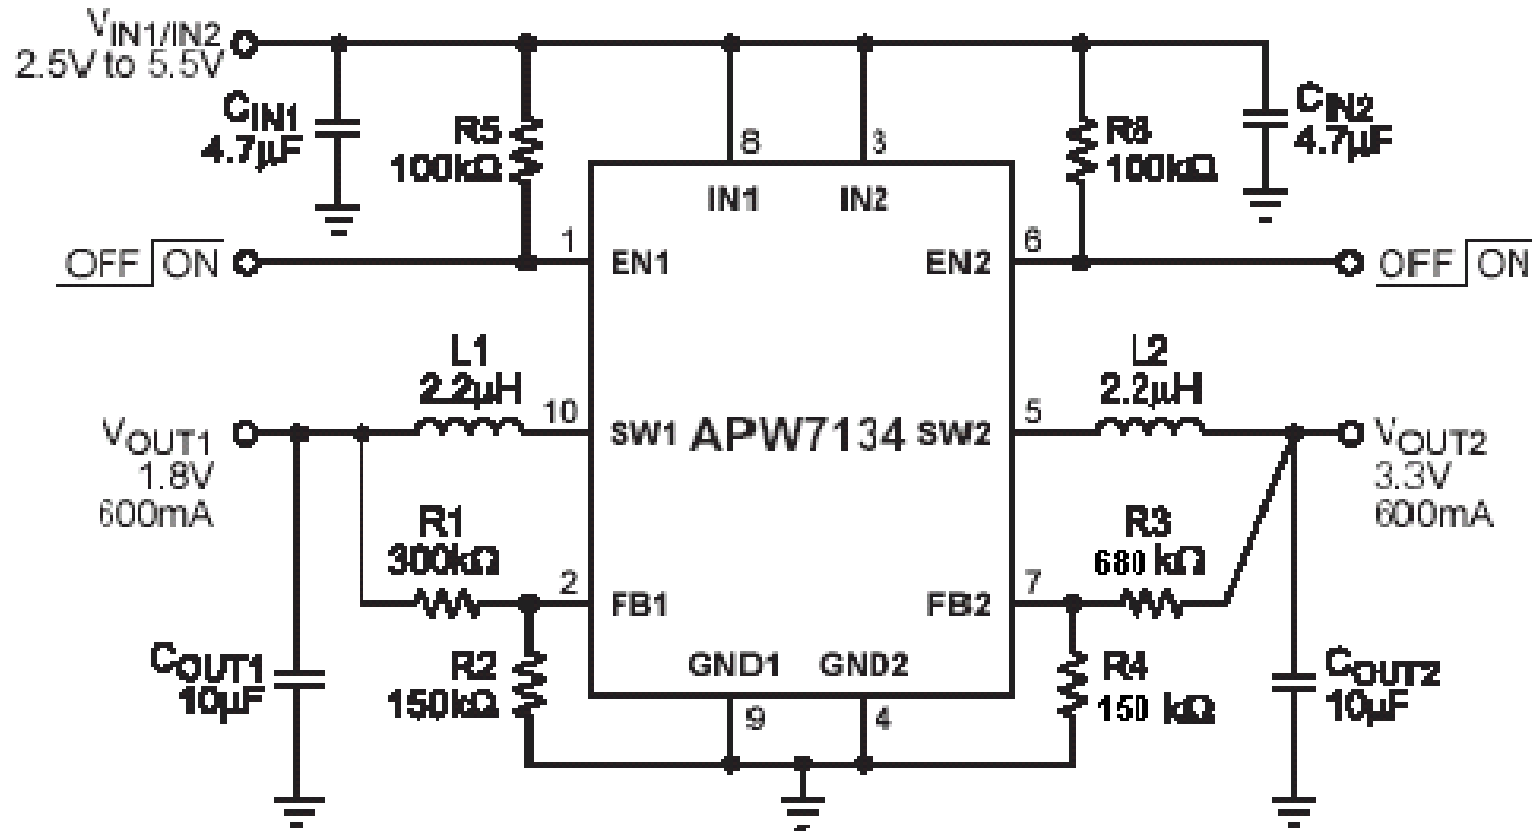 VIN1/IN2
2.5V to 5.5V
CIN1
4.7µF
R5
100kΩ
8
3
R6
100kΩ
CIN2
4.7µF
IN1
IN2
OFF ON
1
EN1
EN2
6
OFF ON
L1
2.2µH
L2
2.2µH
VOUT1
1.8V
600mA
10
SW1
APW7134
SW2
5
VOUT2
3.3V
600mA
R1
300kΩ
R3
680 kΩ
2
FB1
FB2
7
COUT1
10µF
R2
150kΩ
GND1
GND2
R4
150 kΩ
COUT2
10µF
9
4